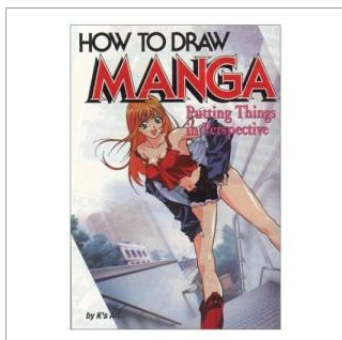 HOW TO DRAW
MANGA
Putting Things
in Perspective
by K's Art